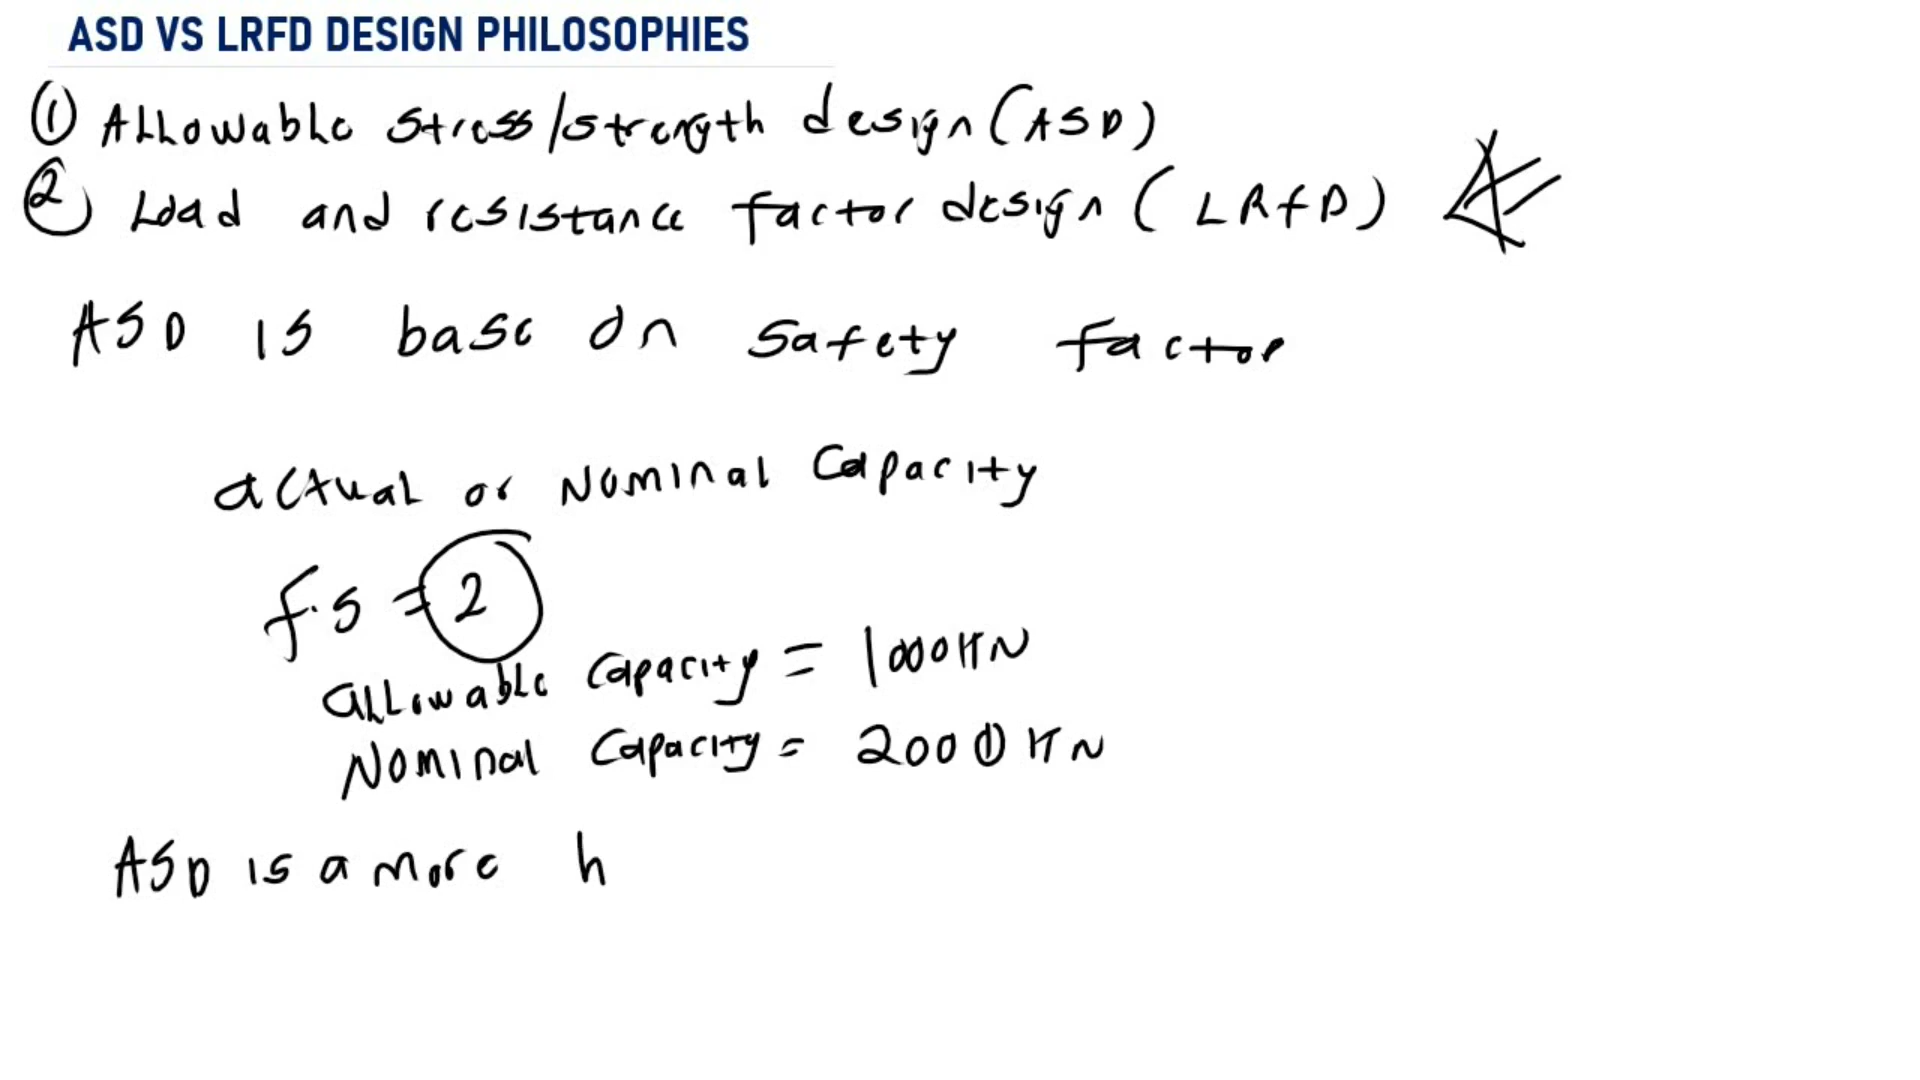 ASD VS LRFD DESIGN PHILOSOPHIES
① Allowable stress/strength design (ASD)
② Load and resistance factor design (LRFD)
ASD is base on safety factor
actual or Nominal Capacity
f.s = 2
allowable capacity = 1000KN
Nominal capacity = 2000KN
ASD is a more h